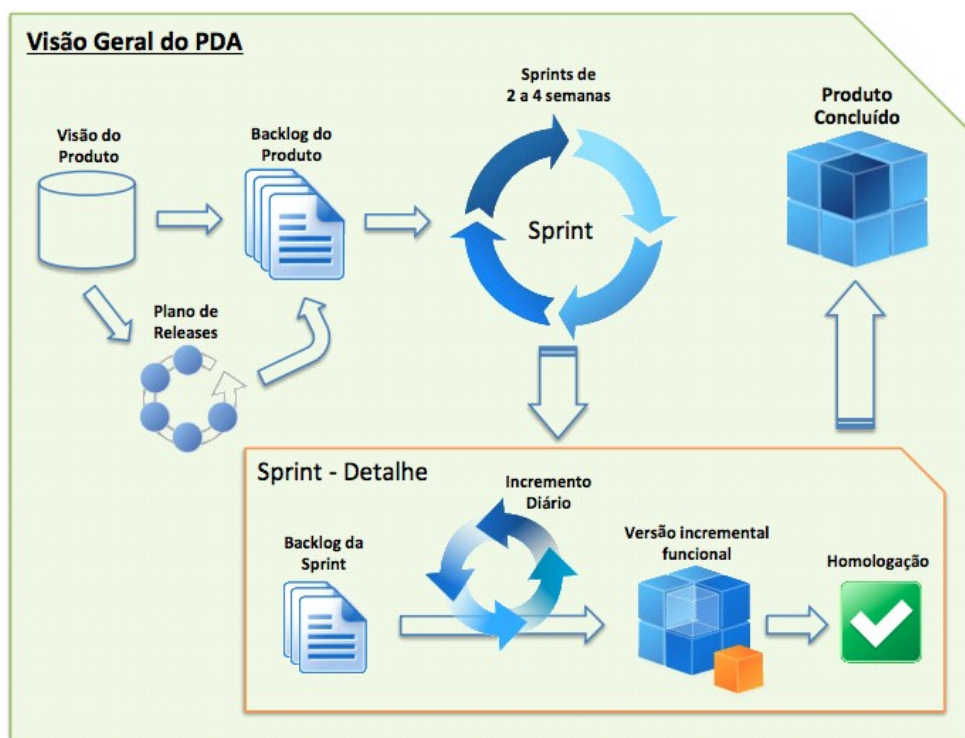 Visão Geral do PDA
Visão do
Produto
Backlog do
Produto
Sprints de
2 a 4 semanas
Sprint
Produto
Concluído
Plano de
Releases
Sprint - Detalhe
Backlog da
Sprint
Incremento
Diário
Versão incremental
funcional
Homologação